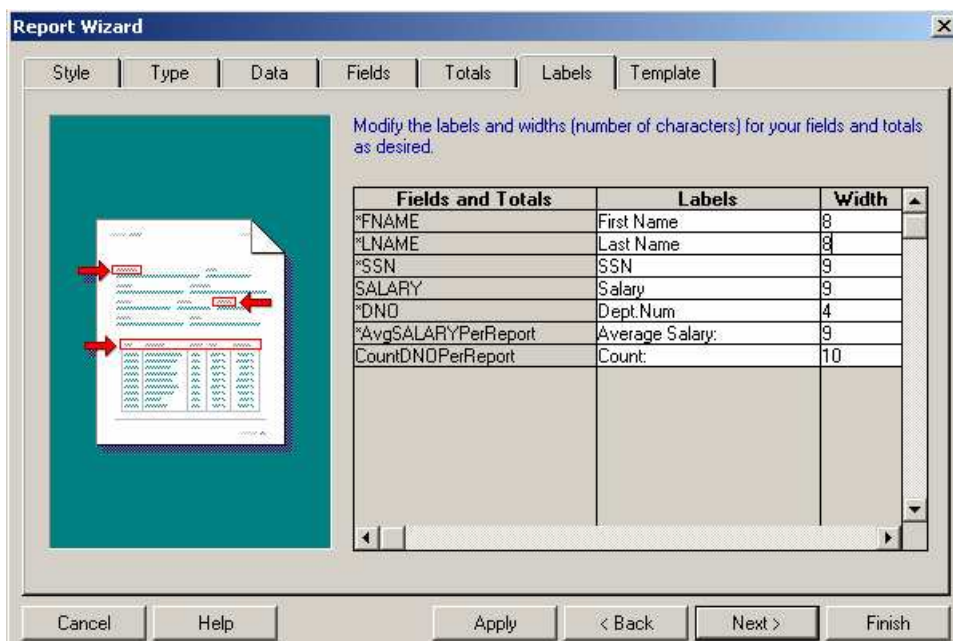 Report Wizard
Style Type Data Fields Totals Labels Template
Modify the labels and widths (number of characters) for your fields and totals
as desired.
Fields and Totals Labels Width
*FNAME First Name 8
*LNAME Last Name 8
*SSN SSN 9
SALARY Salary 9
*DNO Dept.Num 4
*AvgSALARYPerReport Average Salary: 9
CountDNOPerReport Count: 10
Cancel Help Apply < Back Next > Finish